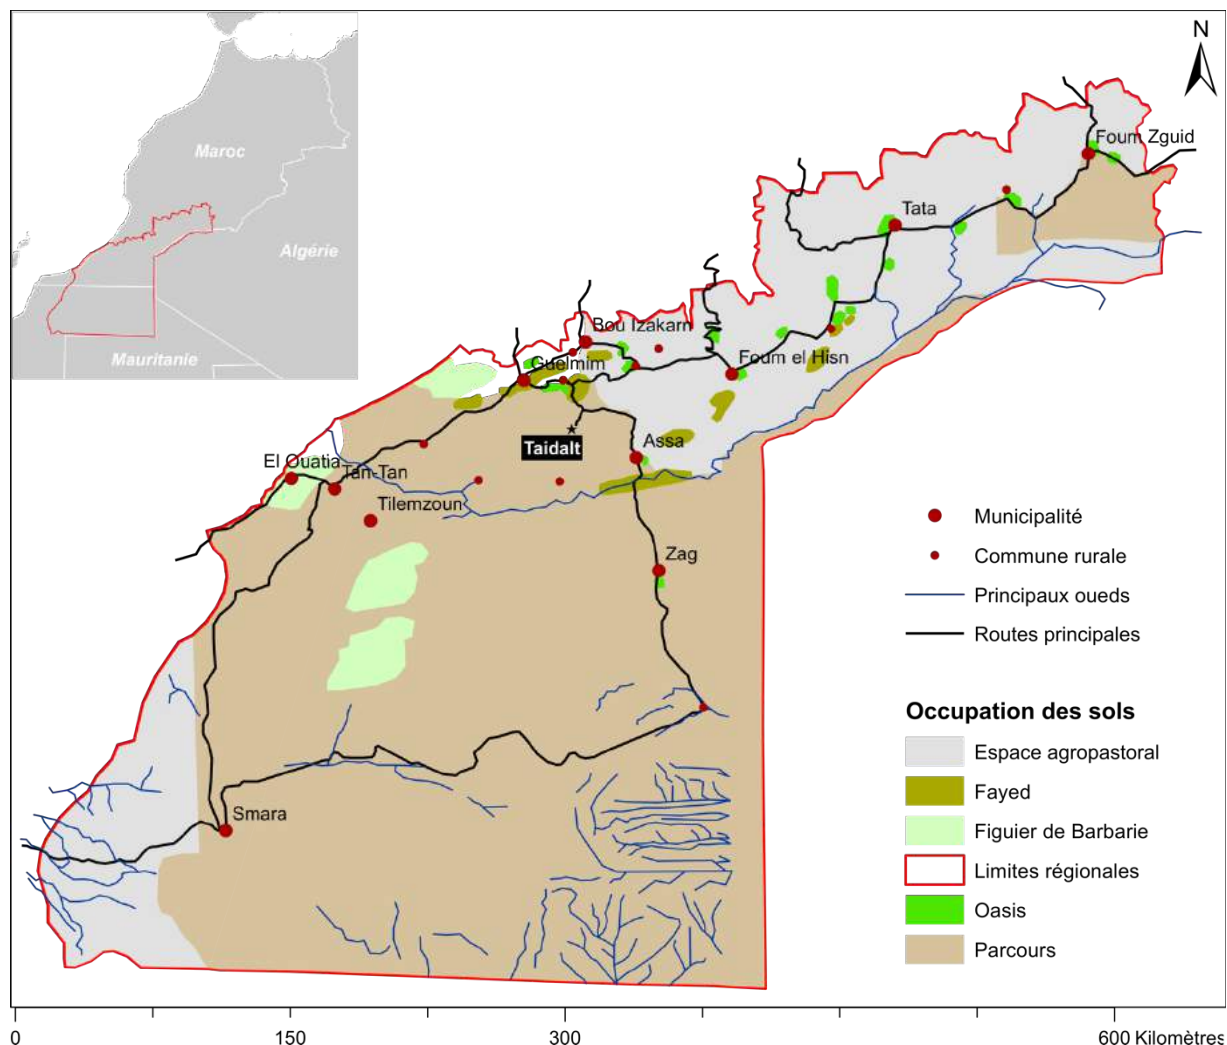 N
Maroc
Algérie
Mauritanie
Foum Zguid
Tata
Bou Izakarn
Foum el Hisn
Guelmim
Taidalt
Assa
El Ouatia
Tan-Tan
Tilemzoun
Zag
Smara
Municipalité
Commune rurale
Principaux oueds
Routes principales
Occupation des sols
Espace agropastoral
Fayed
Figuier de Barbarie
Limites régionales
Oasis
Parcours
0 150 300 600 Kilomètres